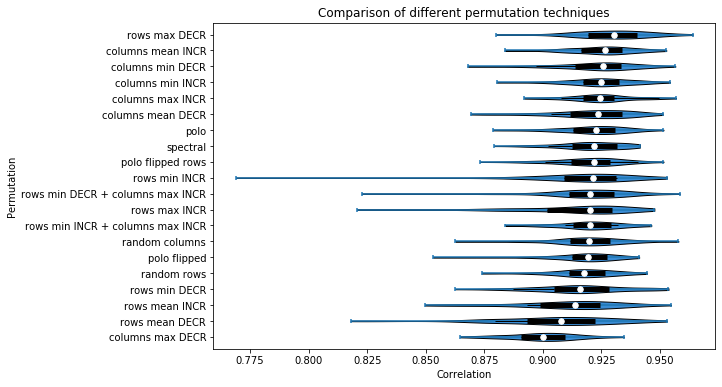 Comparison of different permutation techniques
rows max DECR
columns mean INCR
columns min DECR
columns min INCR
columns max INCR
columns mean DECR
polo
spectral
polo flipped rows
rows min INCR
rows min DECR + columns max INCR
rows max INCR
rows min INCR + columns max INCR
random columns
polo flipped
random rows
rows min DECR
rows mean INCR
rows mean DECR
columns max DECR
Permutation
0.775 0.800 0.825 0.850 0.875 0.900 0.925 0.950
Correlation